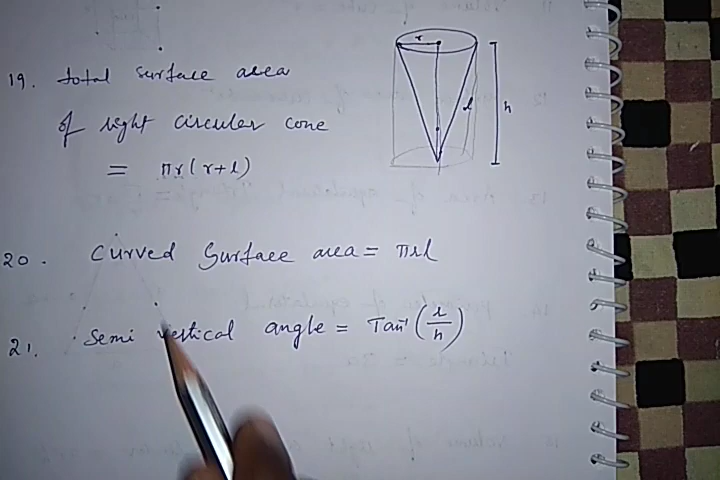 19. total surface area
of right circular cone
= πr(r+l)
r
l
h
20. Curved Surface area = πrl
21. Semi vertical angle = Tan⁻¹(r/h)